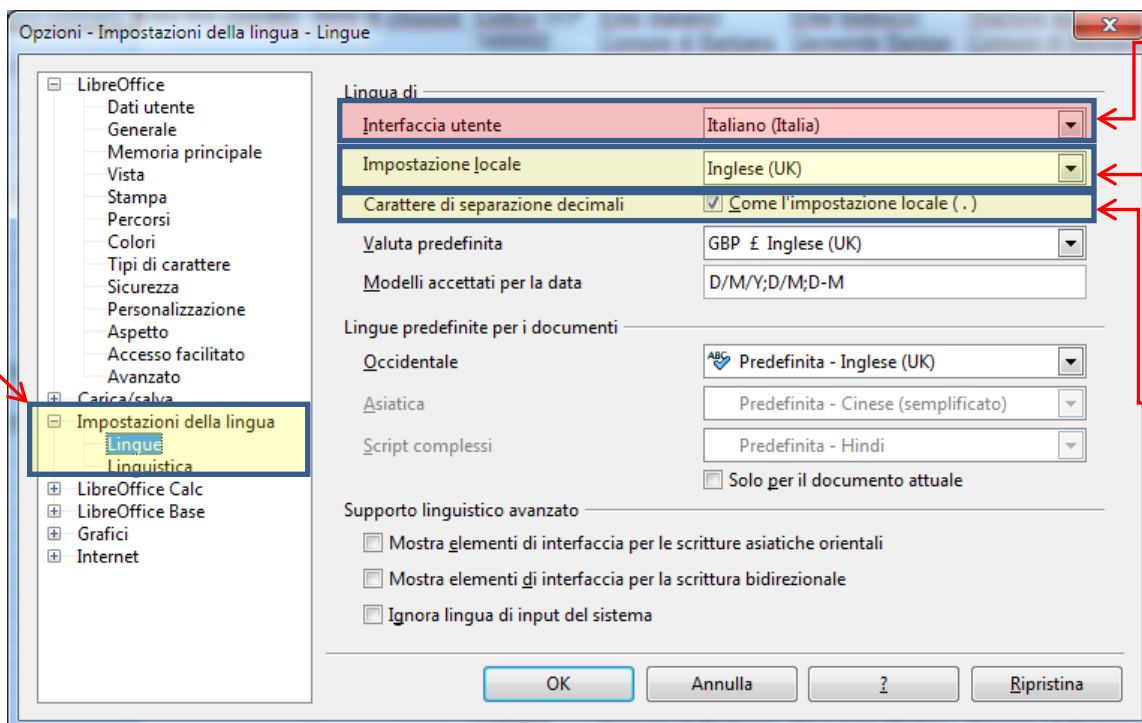 Opzioni - Impostazioni della lingua - Lingue
LibreOffice
Dati utente
Generale
Memoria principale
Vista
Stampa
Percorsi
Colori
Tipi di carattere
Sicurezza
Personalizzazione
Aspetto
Accesso facilitato
Avanzato
Carica/salva
Impostazioni della lingua
Lingue
Linguistica
LibreOffice Calc
LibreOffice Base
Grafici
Internet
Lingua di
Interfaccia utente Italiano (Italia)
Impostazione locale Inglese (UK)
Carattere di separazione decimali Come l'impostazione locale ( . )
Valuta predefinita GBP £ Inglese (UK)
Modelli accettati per la data D/M/Y;D/M;D-M
Lingue predefinite per i documenti
Occidentale ABC Predefinita - Inglese (UK)
Asiatica Predefinita - Cinese (semplificato)
Script complessi Predefinita - Hindi
Solo per il documento attuale
Supporto linguistico avanzato
Mostra elementi di interfaccia per le scritture asiatiche orientali
Mostra elementi di interfaccia per la scrittura bidirezionale
Ignora lingua di input del sistema
OK Annulla ? Ripristina